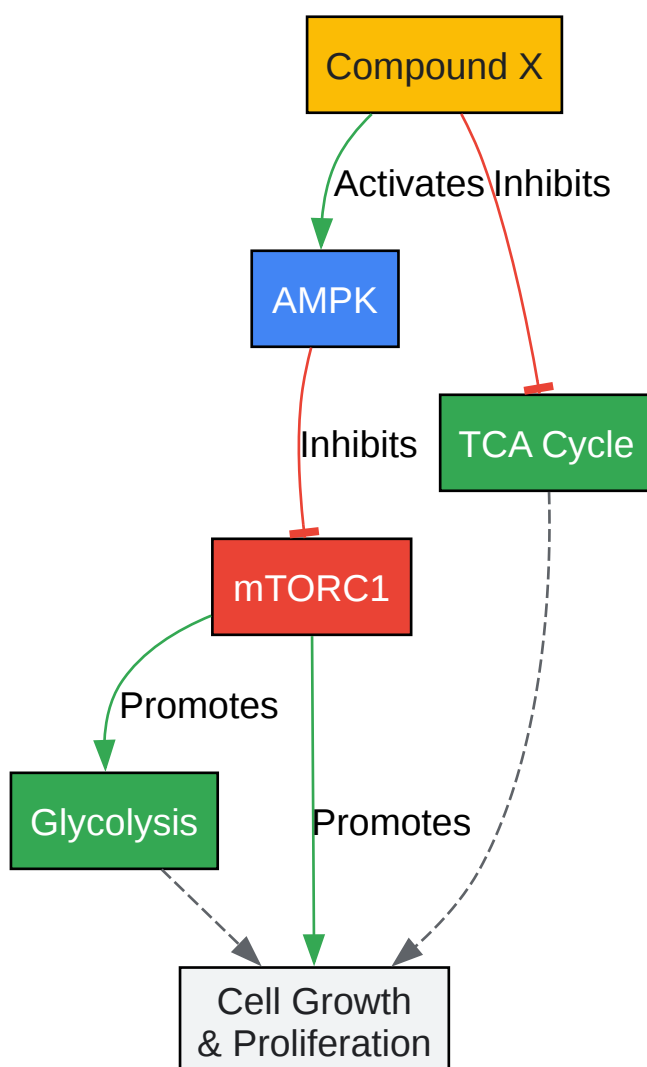 Compound X
Activates
Inhibits
AMPK
Inhibits
TCA Cycle
mTORC1
Promotes
Glycolysis
Promotes
Cell Growth
& Proliferation